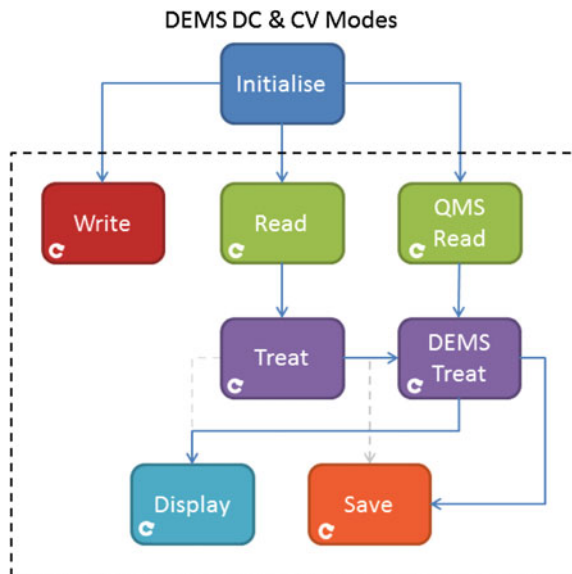 DEMS DC & CV Modes
Initialise
Write
Read
QMS
Read
Treat
DEMS
Treat
Display
Save